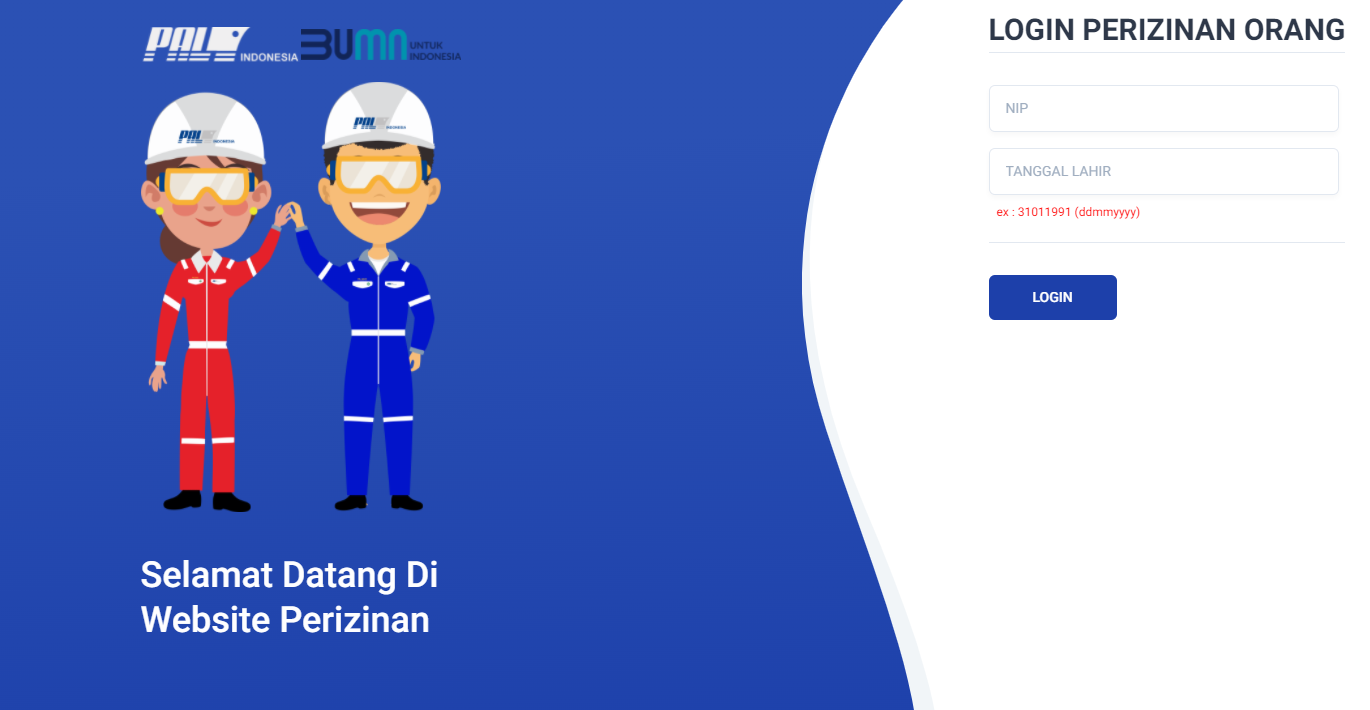 PAL INDONESIA
BUMN UNTUK INDONESIA
PAL INDONESIA
PAL INDONESIA
Selamat Datang Di
Website Perizinan
LOGIN PERIZINAN ORANG
NIP
TANGGAL LAHIR
ex : 31011991 (ddmmyyyy)
LOGIN